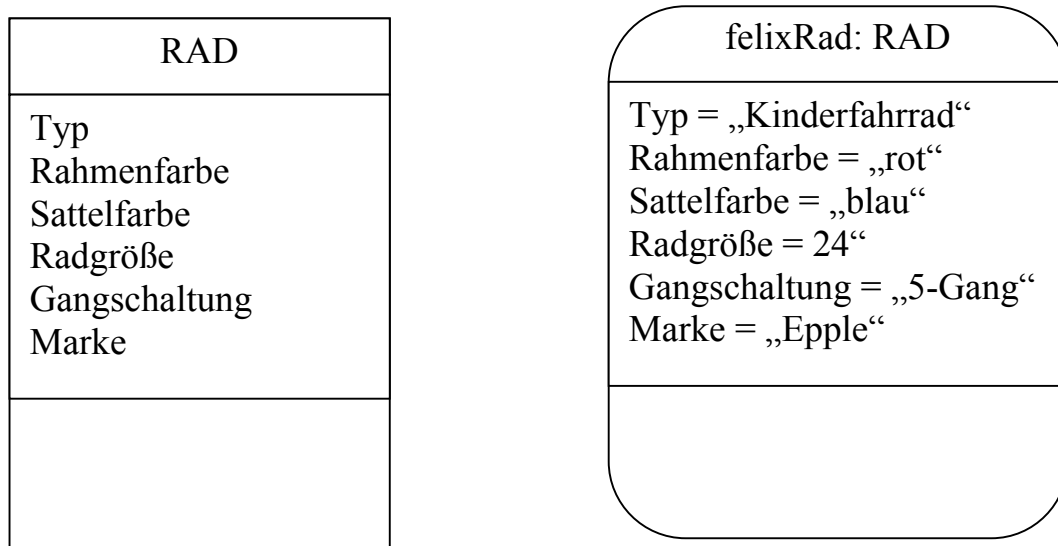 RAD
Typ
Rahmenfarbe
Sattelfarbe
Radgröße
Gangschaltung
Marke
felixRad: RAD
Typ = „Kinderfahrrad“
Rahmenfarbe = „rot“
Sattelfarbe = „blau“
Radgröße = 24“
Gangschaltung = „5-Gang“
Marke = „Epple“